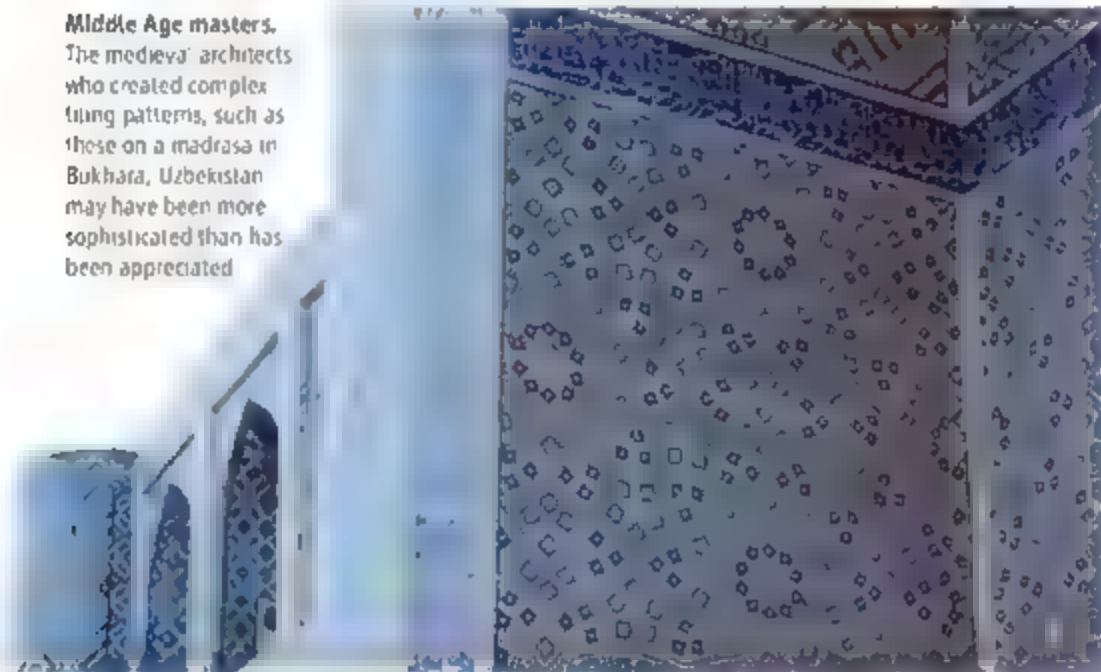 Middle Age masters.
The medieval architects
who created complex
tiling patterns, such as
these on a madrasa in
Bukhara, Uzbekistan
may have been more
sophisticated than has
been appreciated